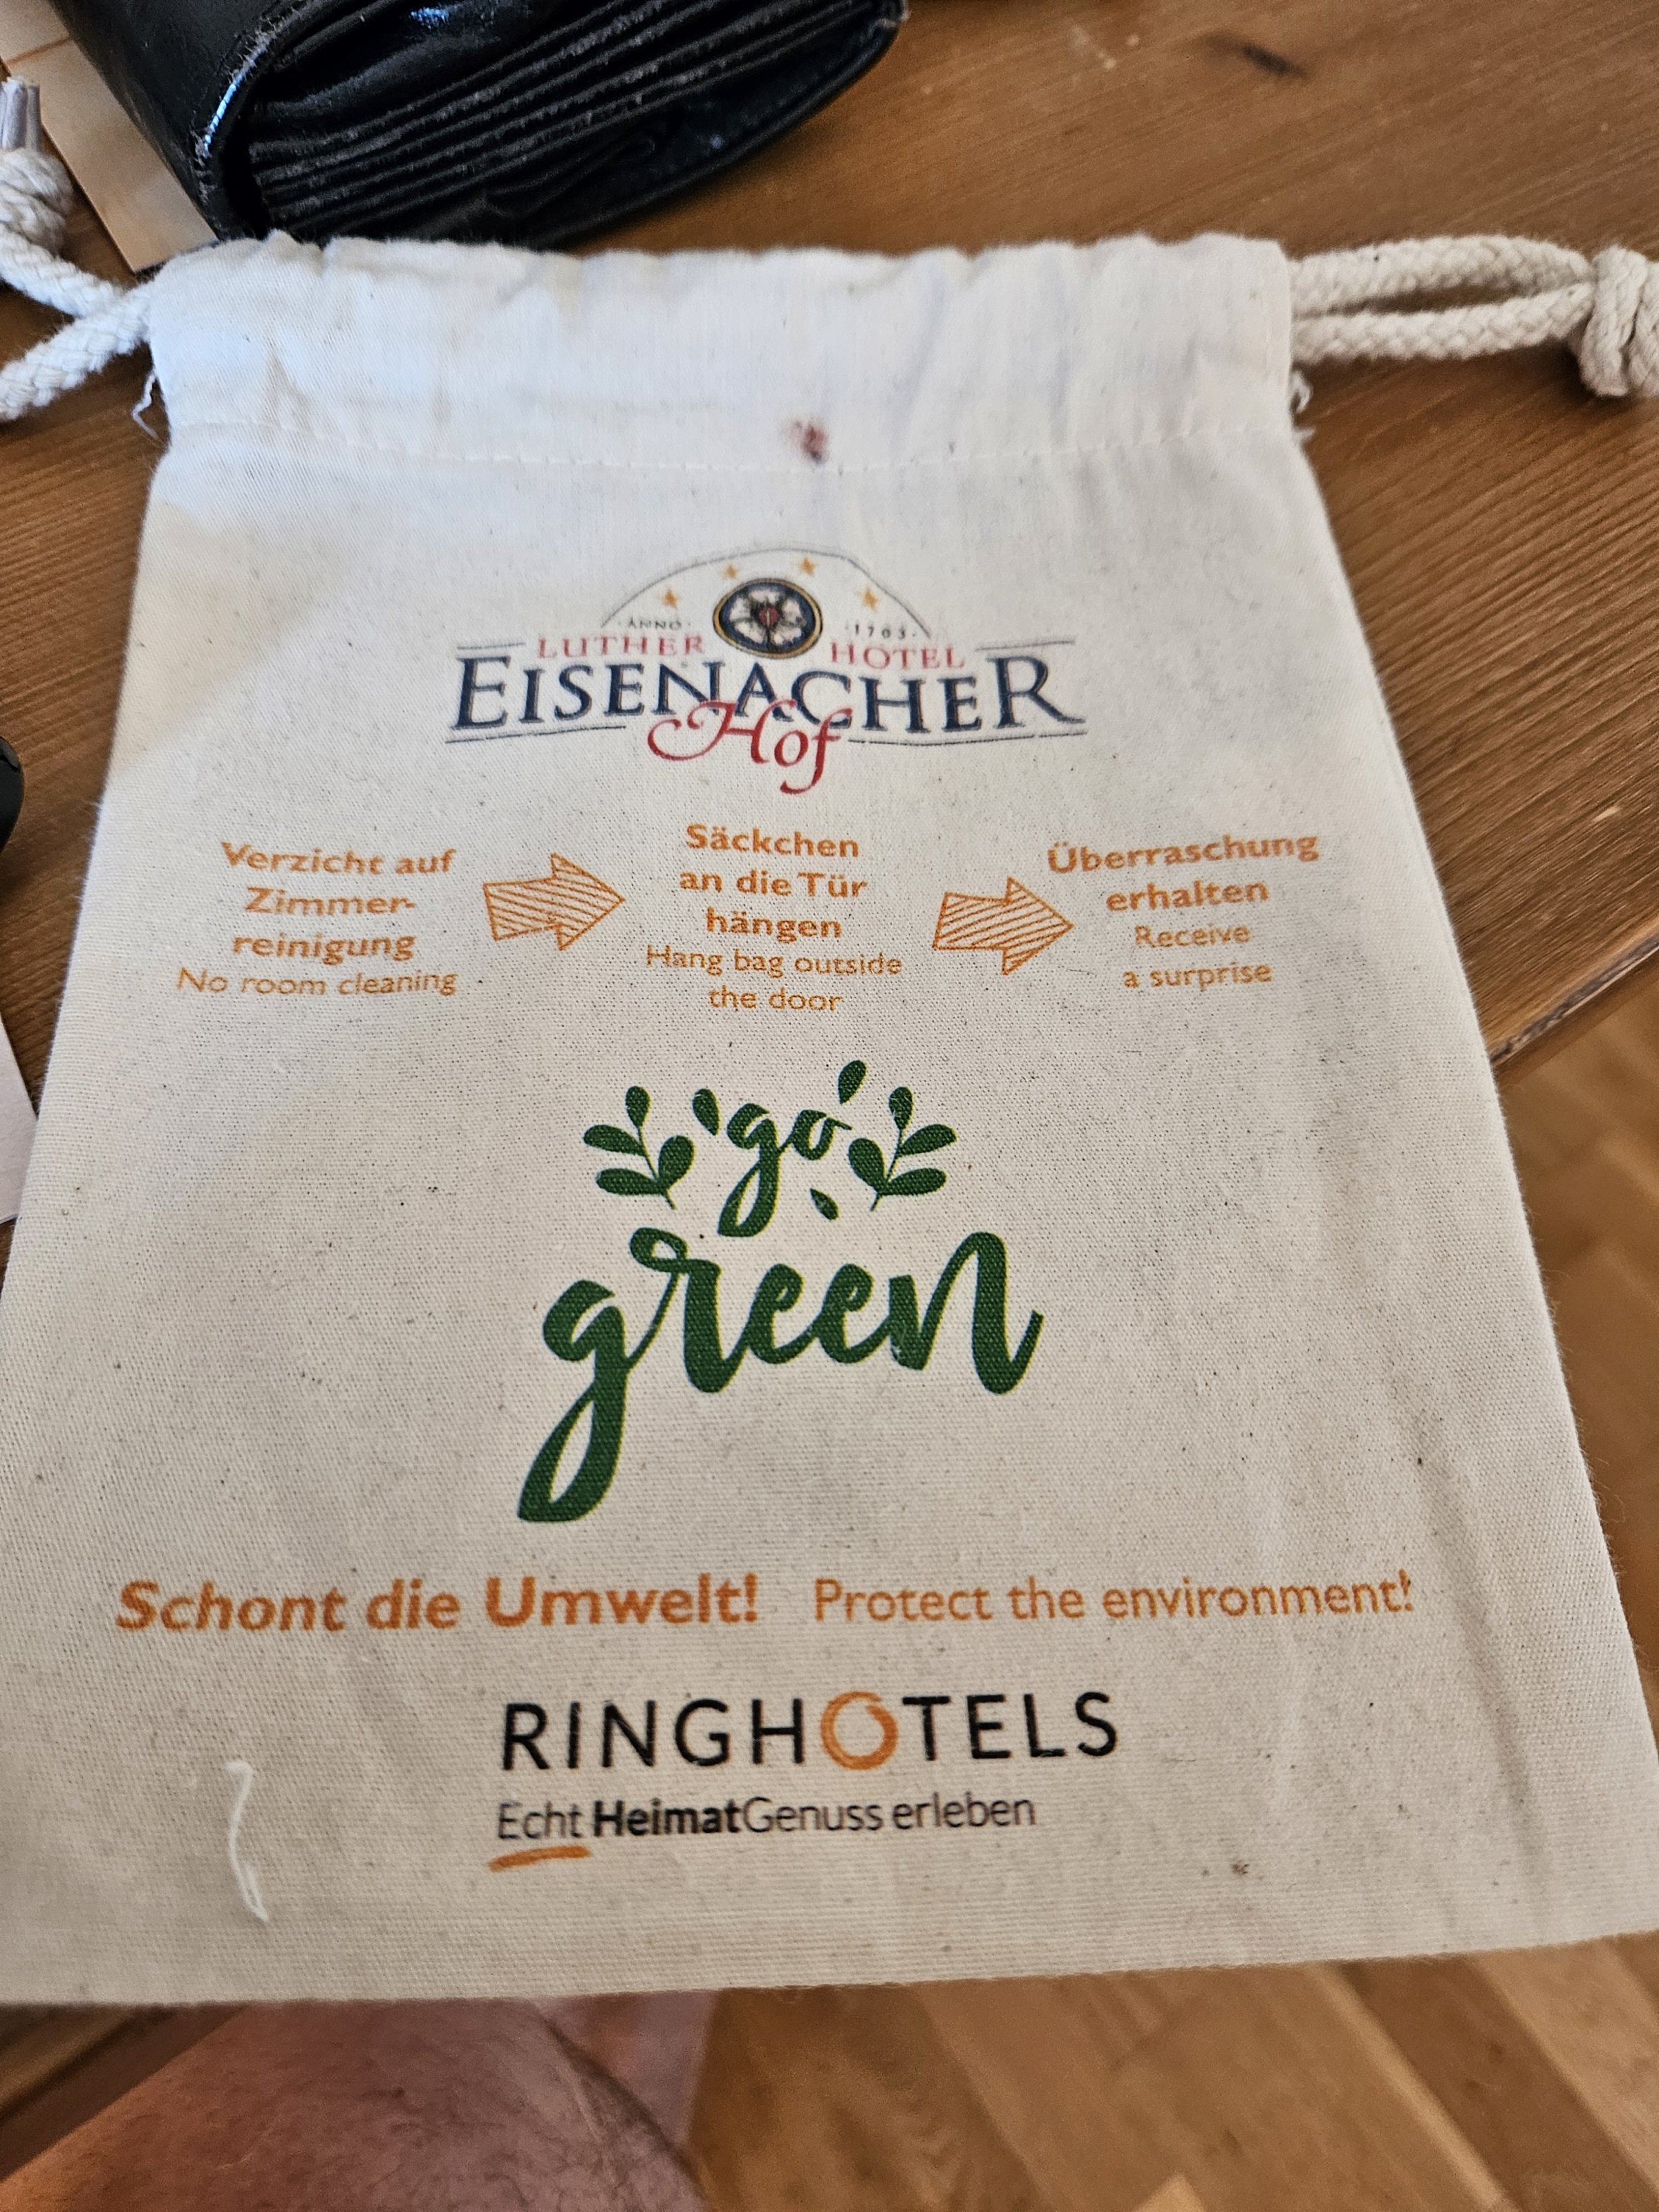 ANNO 1763
LUTHER HOTEL
EISENACHER
Hof
Verzicht auf
Zimmer-
reinigung
No room cleaning
Säckchen
an die Tür
hängen
Hang bag outside
the door
Überraschung
erhalten
Receive
a surprise
go
green
Schont die Umwelt! Protect the environment!
RINGHOTELS
Echt HeimatGenuss erleben